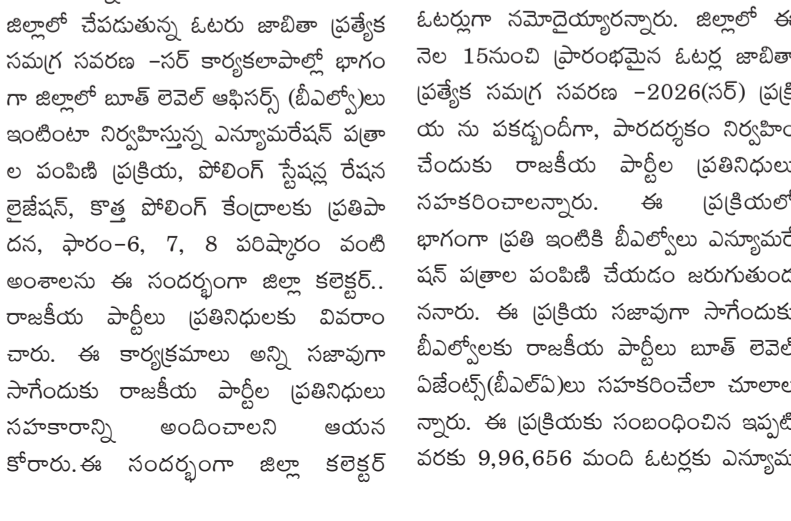 జిల్లాలో చేపడుతున్న ఓటరు జాబితా ప్రత్యేక
సమగ్ర సవరణ –సర్ కార్యకలాపాల్లో భాగం
గా జిల్లాలో బూత్ లెవెల్ ఆఫీసర్స్ (బీఎల్వో)లు
ఇంటింటా నిర్వహిస్తున్న ఎన్యూమరేషన్ పత్రా
ల పంపిణి ప్రక్రియ, పోలింగ్ స్టేషన్ల రేషన
లైజేషన్, కొత్త పోలింగ్ కేంద్రాలకు ప్రతిపా
దన, ఫారం–6, 7, 8 పరిష్కారం వంటి
అంశాలను ఈ సందర్భంగా జిల్లా కలెక్టర్..
రాజకీయ పార్టీలు ప్రతినిధులకు వివరాం
చారు. ఈ కార్యక్రమాలు అన్ని సజావుగా
సాగేందుకు రాజకీయ పార్టీల ప్రతినిధులు
సహకారాన్ని అందించాలని ఆయన
కోరారు.ఈ సందర్భంగా జిల్లా కలెక్టర్
ఓటర్లుగా నమోదైయ్యారన్నారు. జిల్లాలో ఈ
నెల 15నుంచి ప్రారంభమైన ఓటర్ల జాబితా
ప్రత్యేక సమగ్ర సవరణ –2026(సర్) ప్రక్రి
య ను పకడ్బందీగా, పారదర్శకం నిర్వహిం
చేందుకు రాజకీయ పార్టీల ప్రతినిధులు
సహకరించాలన్నారు. ఈ ప్రక్రియలో
భాగంగా ప్రతి ఇంటికి బీఎల్వోలు ఎన్యూమరే
షన్ పత్రాల పంపిణి చేయడం జరుగుతుంద
ననారు. ఈ ప్రక్రియ సజావుగా సాగేందుకు
బీఎల్వోలకు రాజకీయ పార్టీలు బూత్ లెవెల్
ఏజేంట్స్(బీఎల్ఏ)లు సహకరించేలా చూలాల
న్నారు. ఈ ప్రక్రియకు సంబంధించిన ఇప్పటి
వరకు 9,96,656 మంది ఓటర్లకు ఎన్యూమ